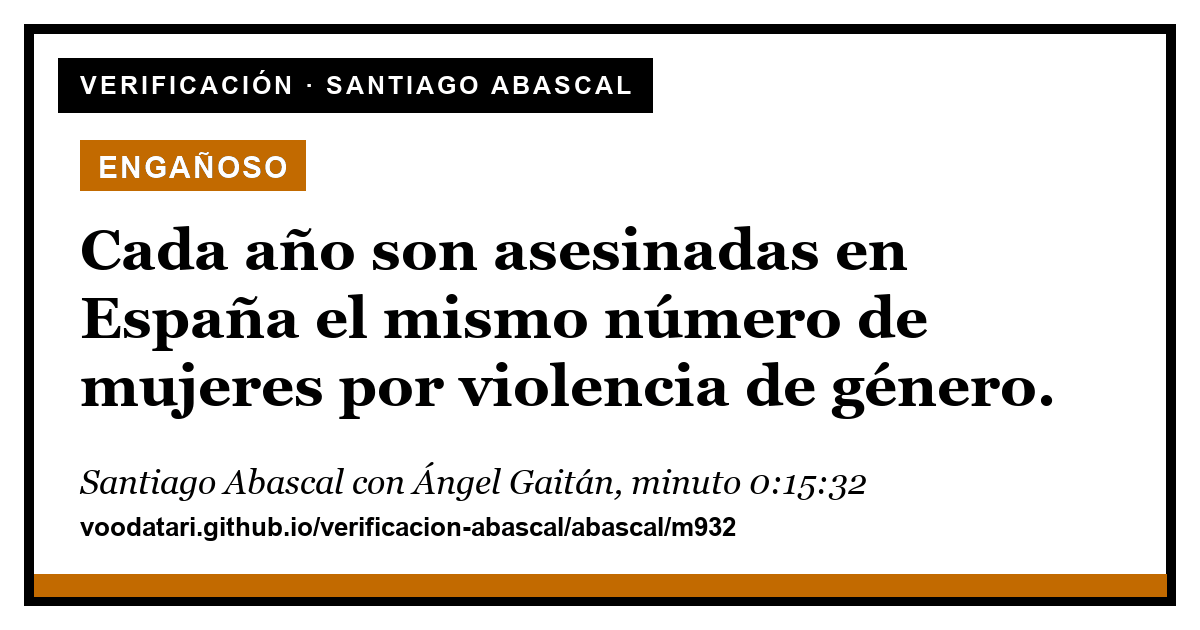 VERIFICACIÓN · SANTIAGO ABASCAL
ENGAÑOSO
Cada año son asesinadas en
España el mismo número de
mujeres por violencia de género.
Santiago Abascal con Ángel Gaitán, minuto 0:15:32
voodatari.github.io/verificacion-abascal/abascal/m932